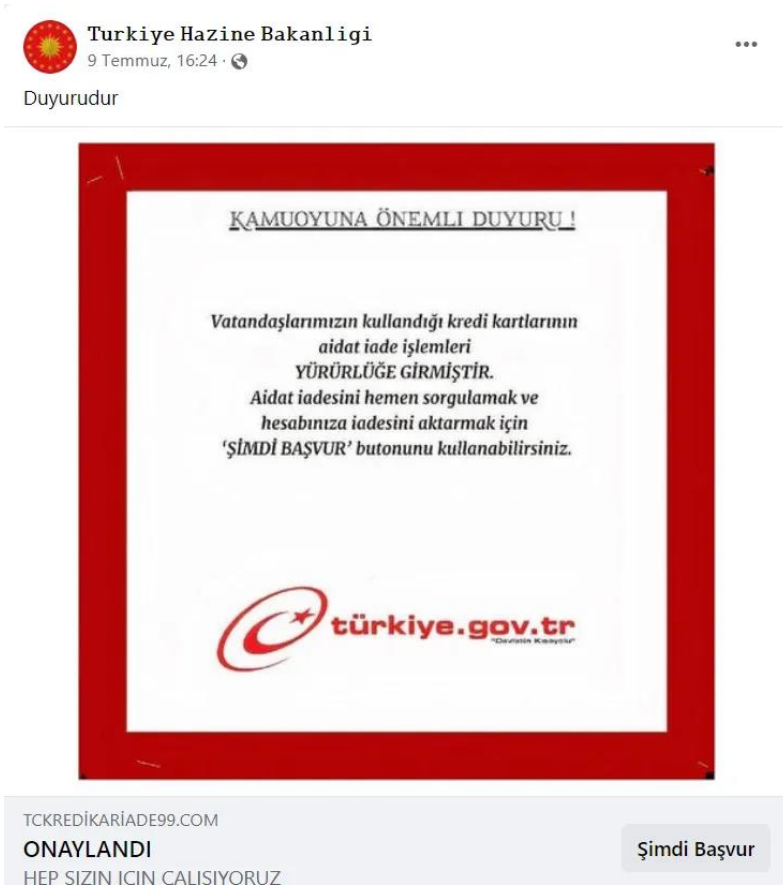 Turkiye Hazine Bakanligi
9 Temmuz, 16:24 ·
Duyurudur
KAMUOYUNA ÖNEMLI DUYURU !
Vatandaşlarımızın kullandığı kredi kartlarının
aidat iade işlemleri
YÜRÜRLÜĞE GİRMİŞTİR.
Aidat iadesini hemen sorgulamak ve
hesabınıza iadesini aktarmak için
‘ŞİMDİ BAŞVUR’ butonunu kullanabilirsiniz.
türkiye.gov.tr
"Devletin Kısayolu"
TCKREDİKARİADE99.COM
ONAYLANDI
Şimdi Başvur
HEP SIZIN ICIN CALISIYORUZ